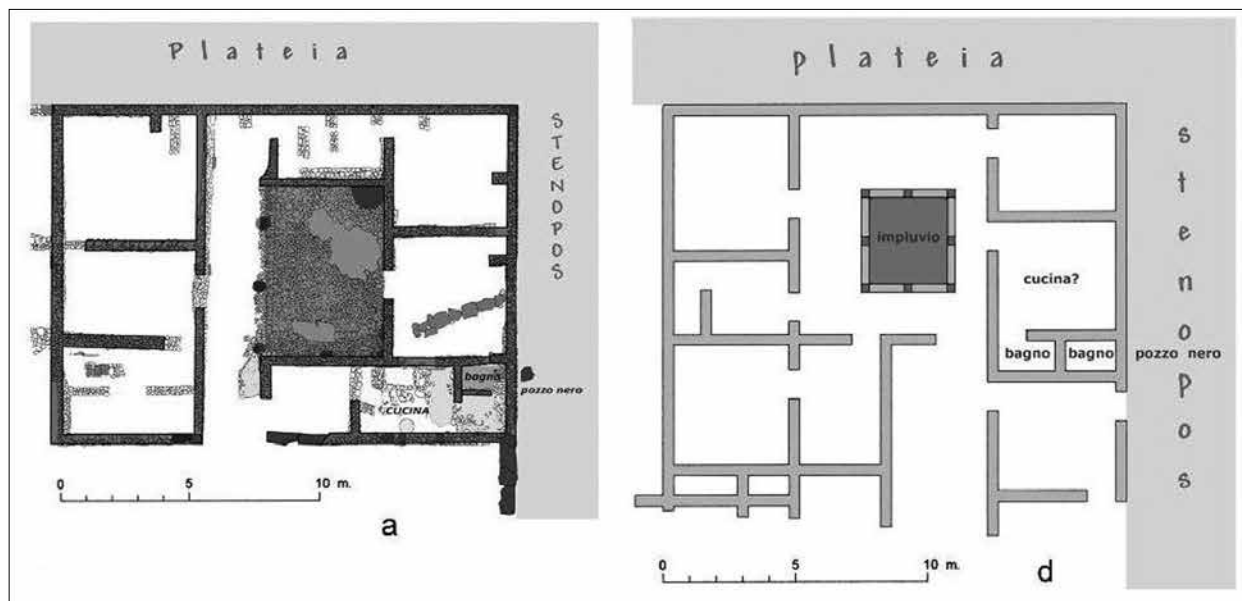 Plateia
STENOPOS
bagno
pozzo nero
CUCINA
0 5 10 m.
a
plateia
stenopos
impluvio
cucina?
bagno bagno pozzo nero
0 5 10 m.
d